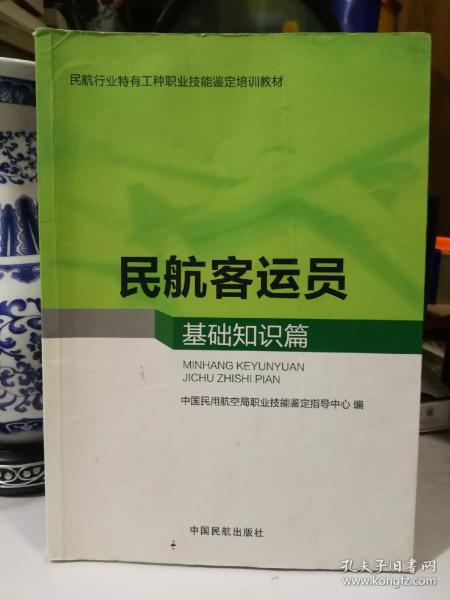 民航行业特有工种职业技能鉴定培训教材
民航客运员
基础知识篇
MINHANG KEYUNYUAN
JICHU ZHISHI PIAN
中国民用航空局职业技能鉴定指导中心 编
中国民航出版社
孔夫子旧书网
www.kongfz.com